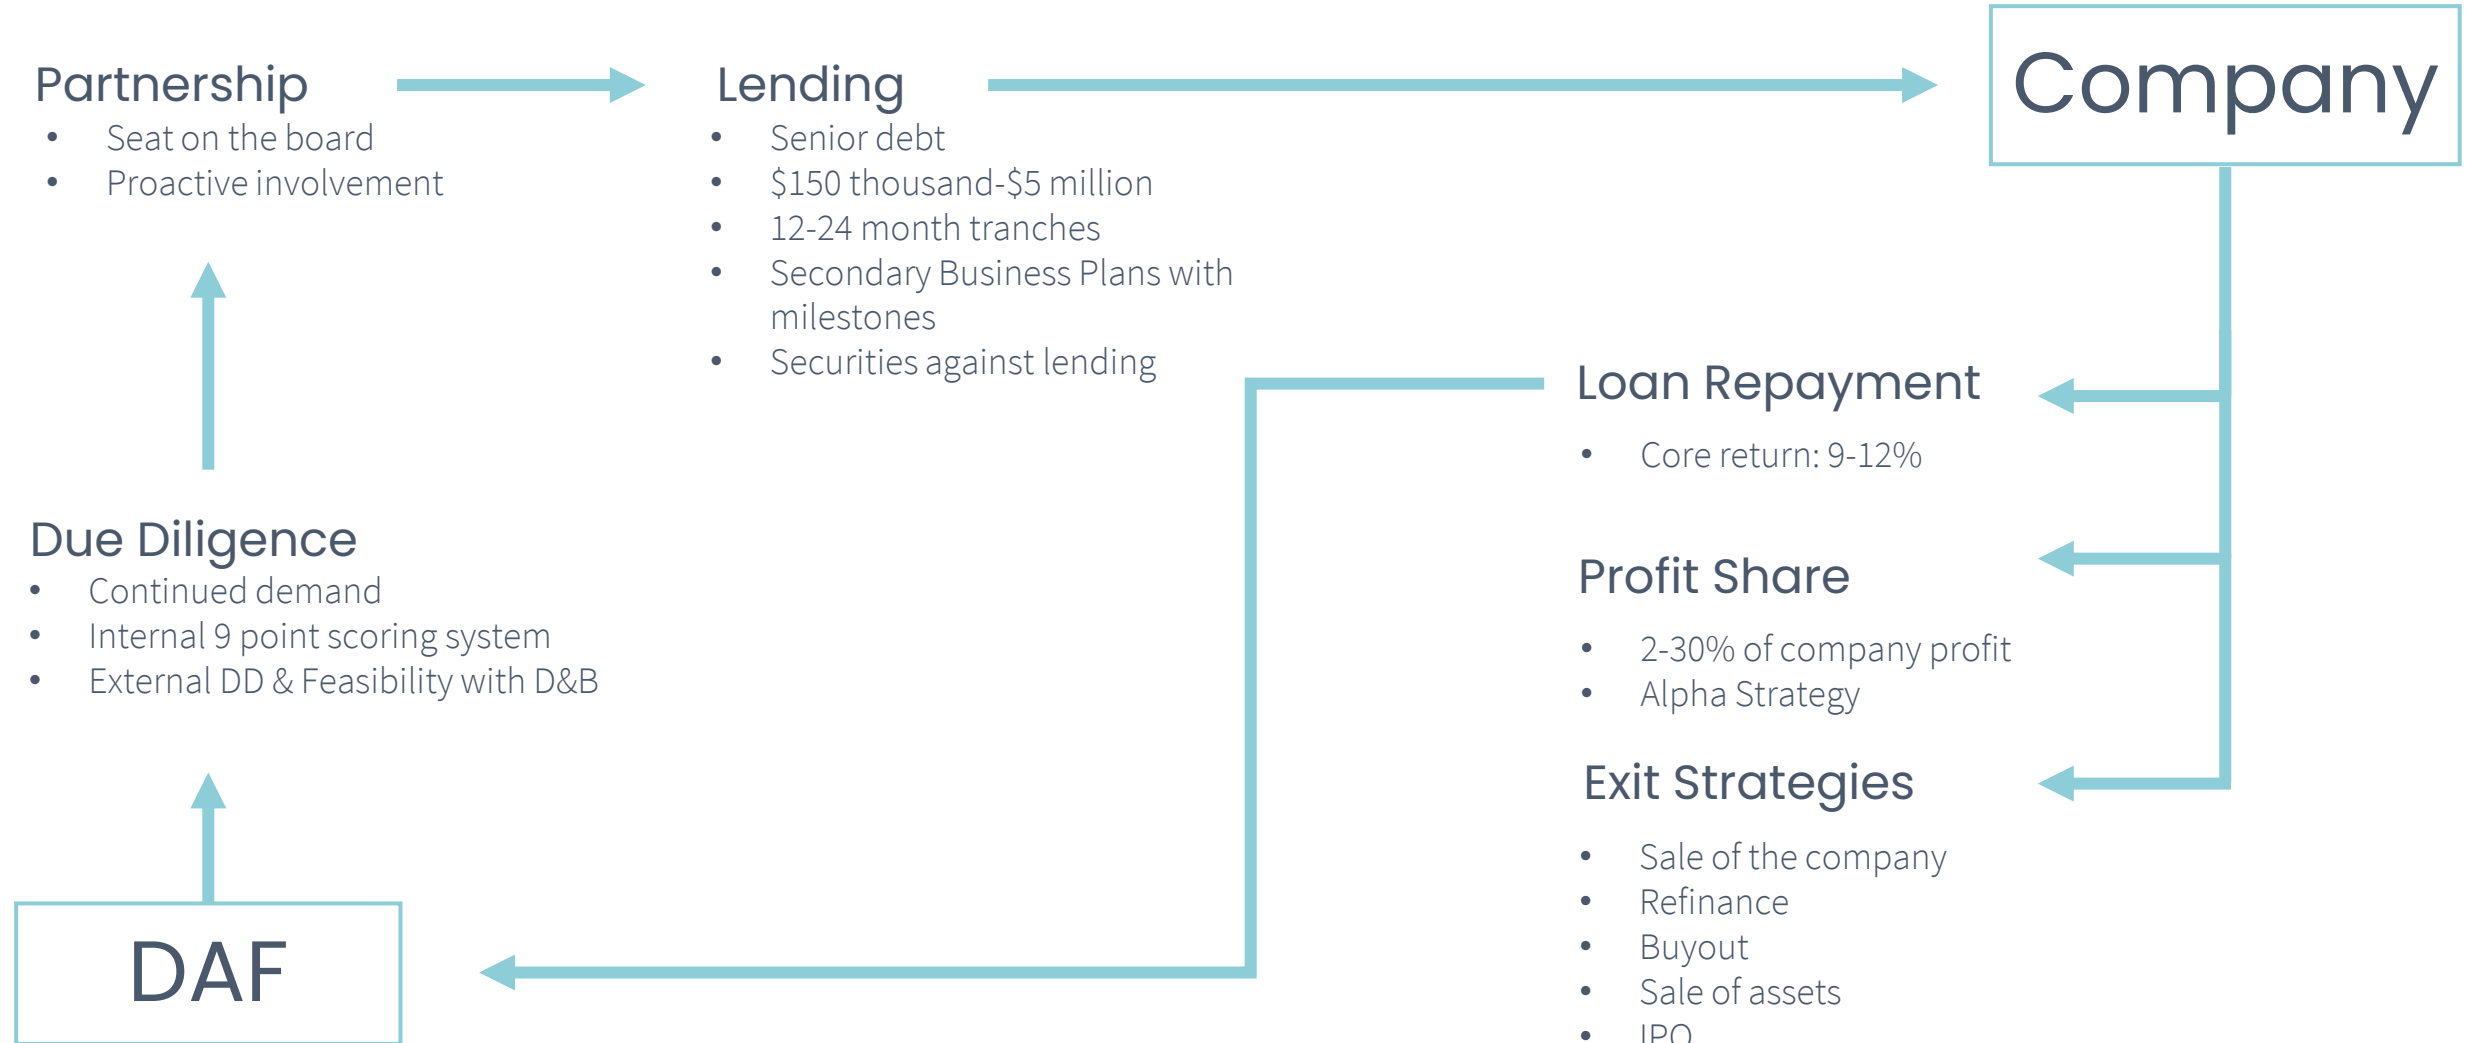 Partnership
• Seat on the board
• Proactive involvement
Lending
• Senior debt
• $150 thousand-$5 million
• 12-24 month tranches
• Secondary Business Plans with
milestones
• Securities against lending
Company
Loan Repayment
• Core return: 9-12%
Profit Share
• 2-30% of company profit
• Alpha Strategy
Exit Strategies
• Sale of the company
• Refinance
• Buyout
• Sale of assets
• IPO
Due Diligence
• Continued demand
• Internal 9 point scoring system
• External DD & Feasibility with D&B
DAF